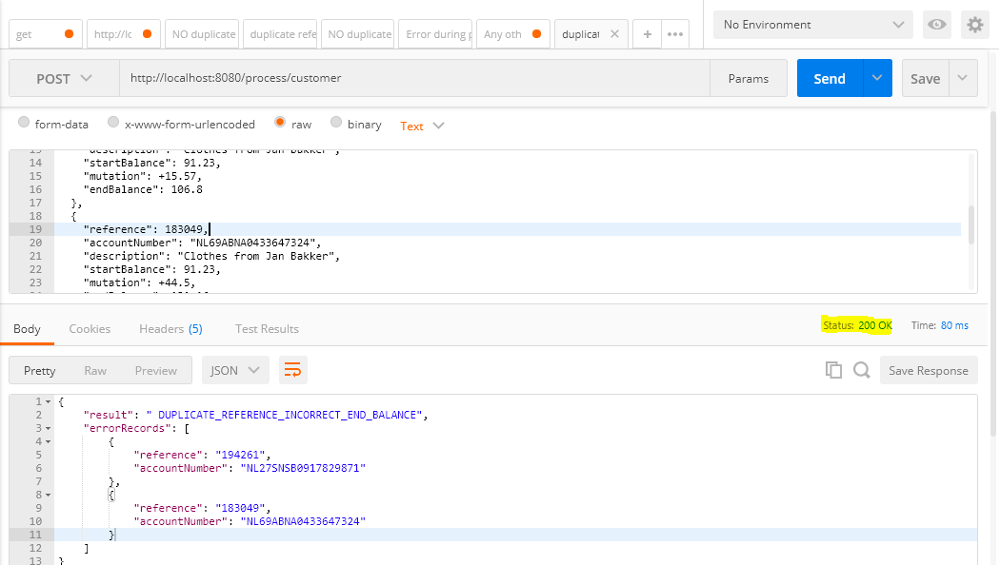 get http://lc NO duplicate duplicate refe NO duplicate Error during p Any oth duplicat + ••• No Environment
POST http://localhost:8080/process/customer Params Send Save
form-data x-www-form-urlencoded raw binary Text
13 "description": "Clothes from Jan Bakker",
14 "startBalance": 91.23,
15 "mutation": +15.57,
16 "endBalance": 106.8
17 },
18 {
19 "reference": 183049,
20 "accountNumber": "NL69ABNA0433647324",
21 "description": "Clothes from Jan Bakker",
22 "startBalance": 91.23,
23 "mutation": +44.5,
Body Cookies Headers (5) Test Results Status: 200 OK Time: 80 ms
Pretty Raw Preview JSON Save Response
1 {
2 "result": " DUPLICATE_REFERENCE_INCORRECT_END_BALANCE",
3 "errorRecords": [
4 {
5 "reference": "194261",
6 "accountNumber": "NL27SNSB0917829871"
7 },
8 {
9 "reference": "183049",
10 "accountNumber": "NL69ABNA0433647324"
11 }
12 ]
13 }